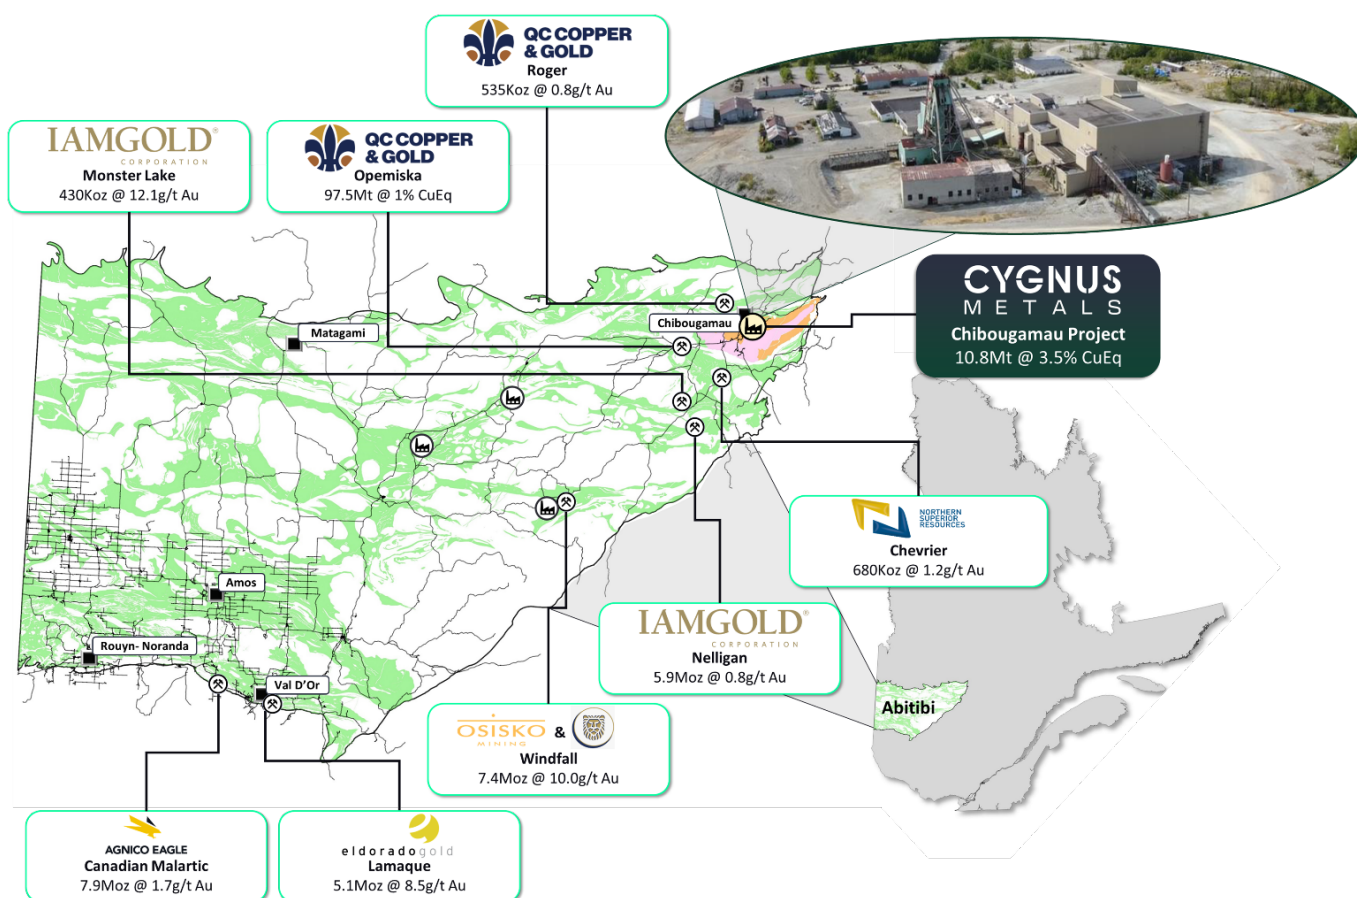 QC COPPER
& GOLD
Roger
535Koz @ 0.8g/t Au
IAMGOLD®
CORPORATION
Monster Lake
430Koz @ 12.1g/t Au
QC COPPER
& GOLD
Opemiska
97.5Mt @ 1% CuEq
CYGNUS
METALS
Chibougamau Project
10.8Mt @ 3.5% CuEq
Chibougamau
Matagami
NORTHERN
SUPERIOR
RESOURCES
Chevrier
680Koz @ 1.2g/t Au
Amos
IAMGOLD®
CORPORATION
Nelligan
5.9Moz @ 0.8g/t Au
Rouyn- Noranda
Val D'Or
Abitibi
OSISKO
MINING
&
Windfall
7.4Moz @ 10.0g/t Au
AGNICO EAGLE
Canadian Malartic
7.9Moz @ 1.7g/t Au
eldoradogold
Lamaque
5.1Moz @ 8.5g/t Au